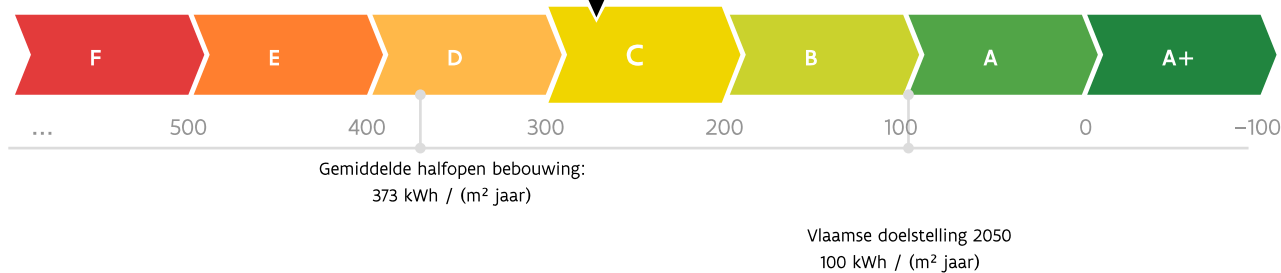 F E D C B A A+
... 500 400 300 200 100 0 −100
Gemiddelde halfopen bebouwing:
373 kWh / (m² jaar)
Vlaamse doelstelling 2050
100 kWh / (m² jaar)